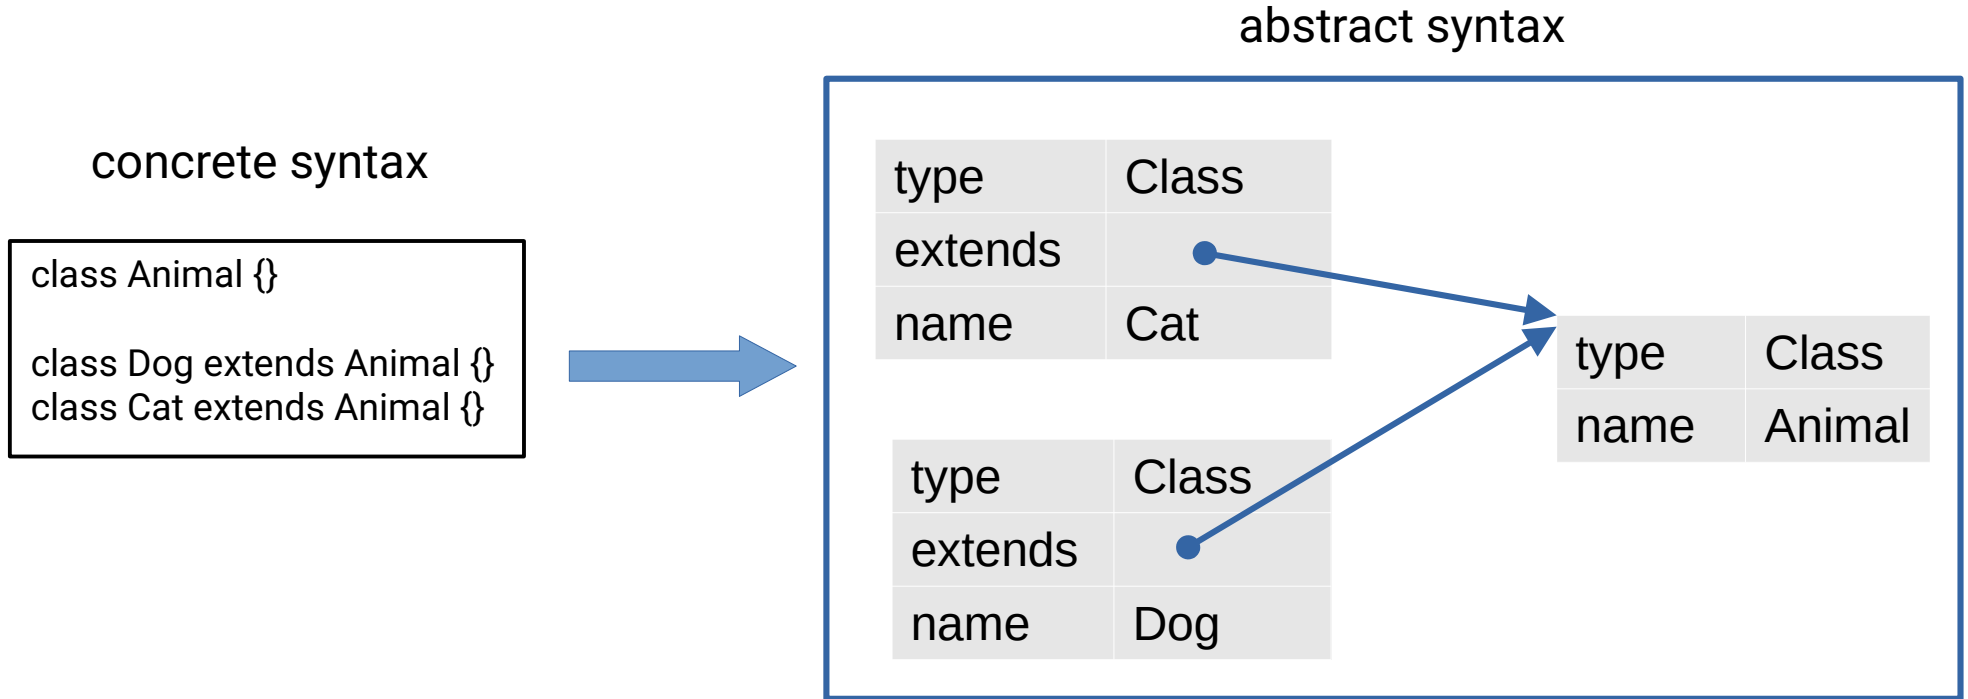 abstract syntax
concrete syntax
class Animal {}
class Dog extends Animal {}
class Cat extends Animal {}
type Class
extends
name Cat
type Class
extends
name Dog
type Class
name Animal